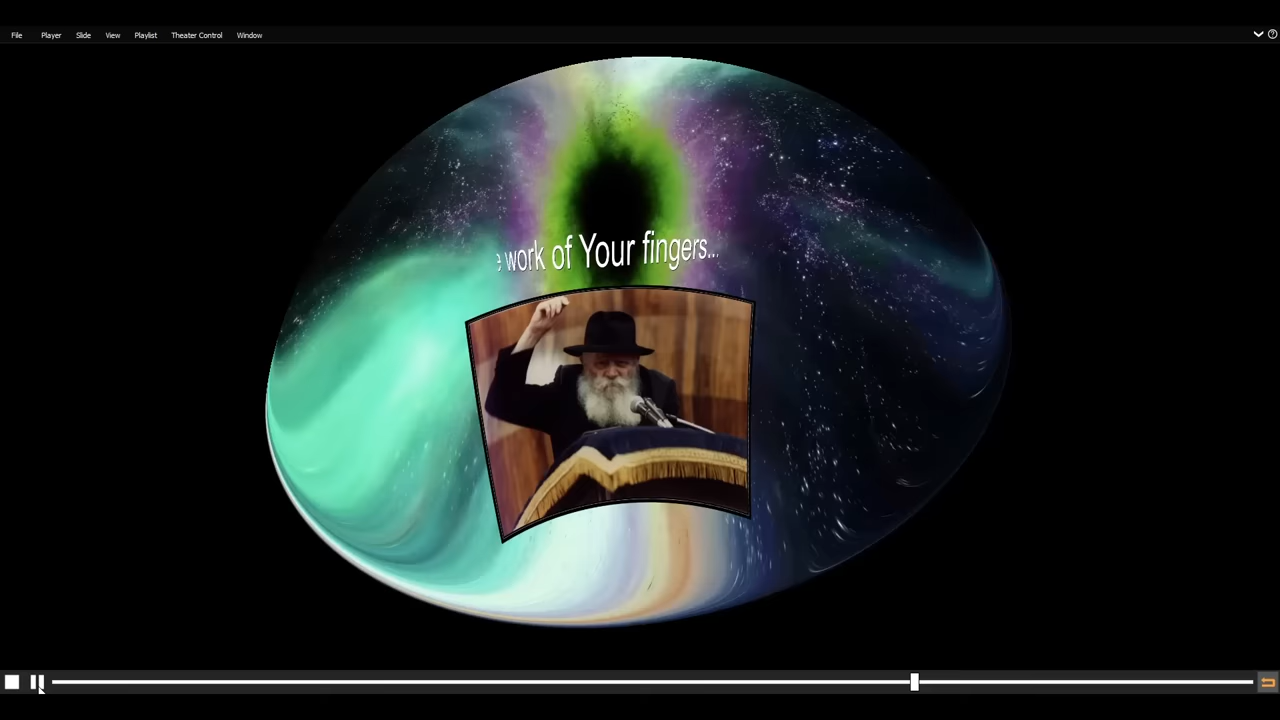 File Player Slide View Playlist Theater Control Window
work of Your fingers...